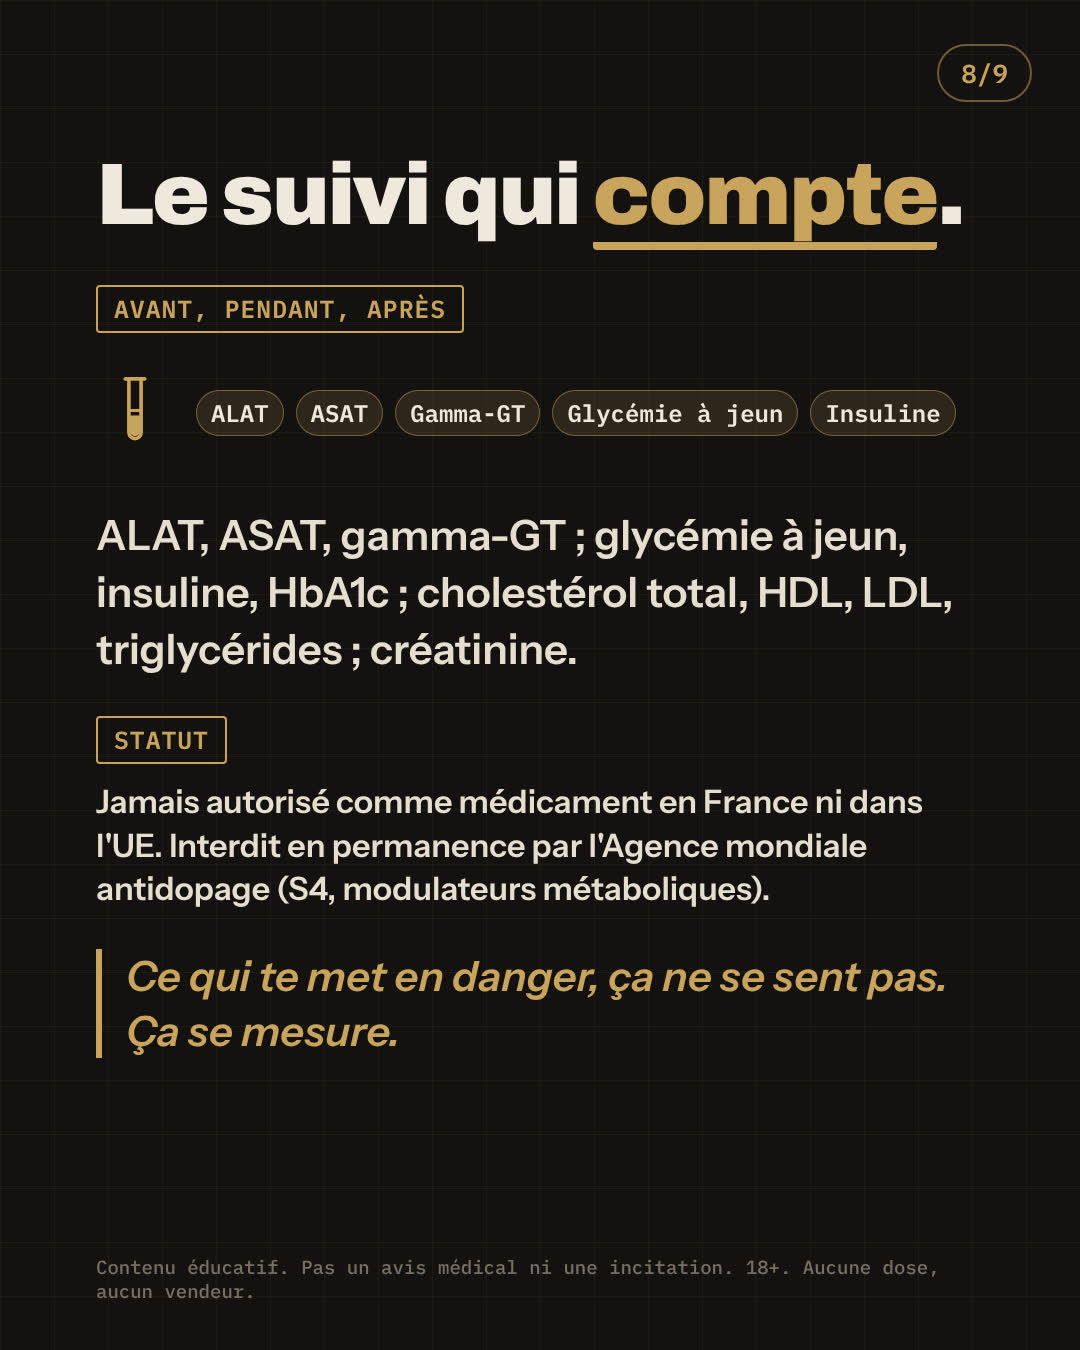 8/9
Le suivi qui compte.
AVANT, PENDANT, APRÈS
ALAT ASAT Gamma-GT Glycémie à jeun Insuline
ALAT, ASAT, gamma-GT ; glycémie à jeun,
insuline, HbA1c ; cholestérol total, HDL, LDL,
triglycérides ; créatinine.
STATUT
Jamais autorisé comme médicament en France ni dans
l'UE. Interdit en permanence par l'Agence mondiale
antidopage (S4, modulateurs métaboliques).
Ce qui te met en danger, ça ne se sent pas.
Ça se mesure.
Contenu éducatif. Pas un avis médical ni une incitation. 18+. Aucune dose,
aucun vendeur.